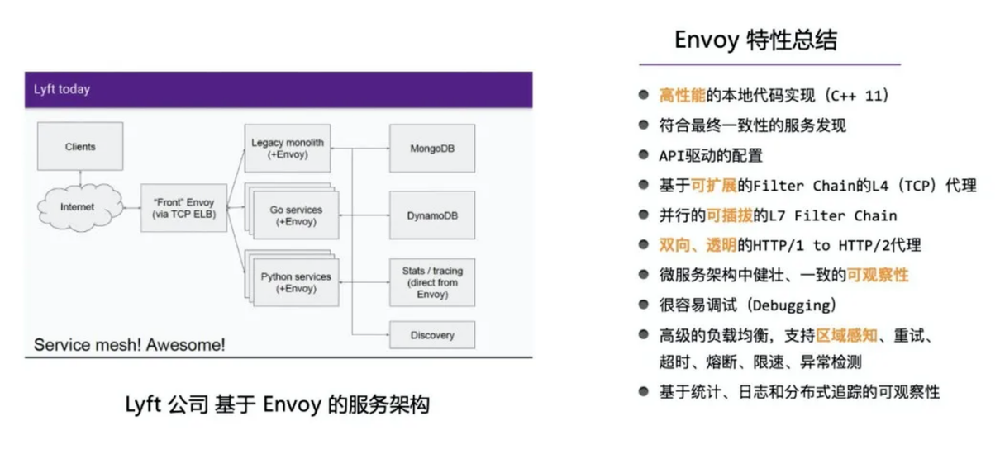 Lyft today
Clients
Internet
"Front" Envoy
(via TCP ELB)
Legacy monolith
(+Envoy)
Go services
(+Envoy)
Python services
(+Envoy)
MongoDB
DynamoDB
Stats / tracing
(direct from
Envoy)
Discovery
Service mesh! Awesome!
Lyft 公司 基于 Envoy 的服务架构
Envoy 特性总结
高性能的本地代码实现（C++ 11）
符合最终一致性的服务发现
API驱动的配置
基于可扩展的Filter Chain的L4（TCP）代理
并行的可插拔的L7 Filter Chain
双向、透明的HTTP/1 to HTTP/2代理
微服务架构中健壮、一致的可观察性
很容易调试（Debugging）
高级的负载均衡，支持区域感知、重试、
超时、熔断、限速、异常检测
基于统计、日志和分布式追踪的可观察性